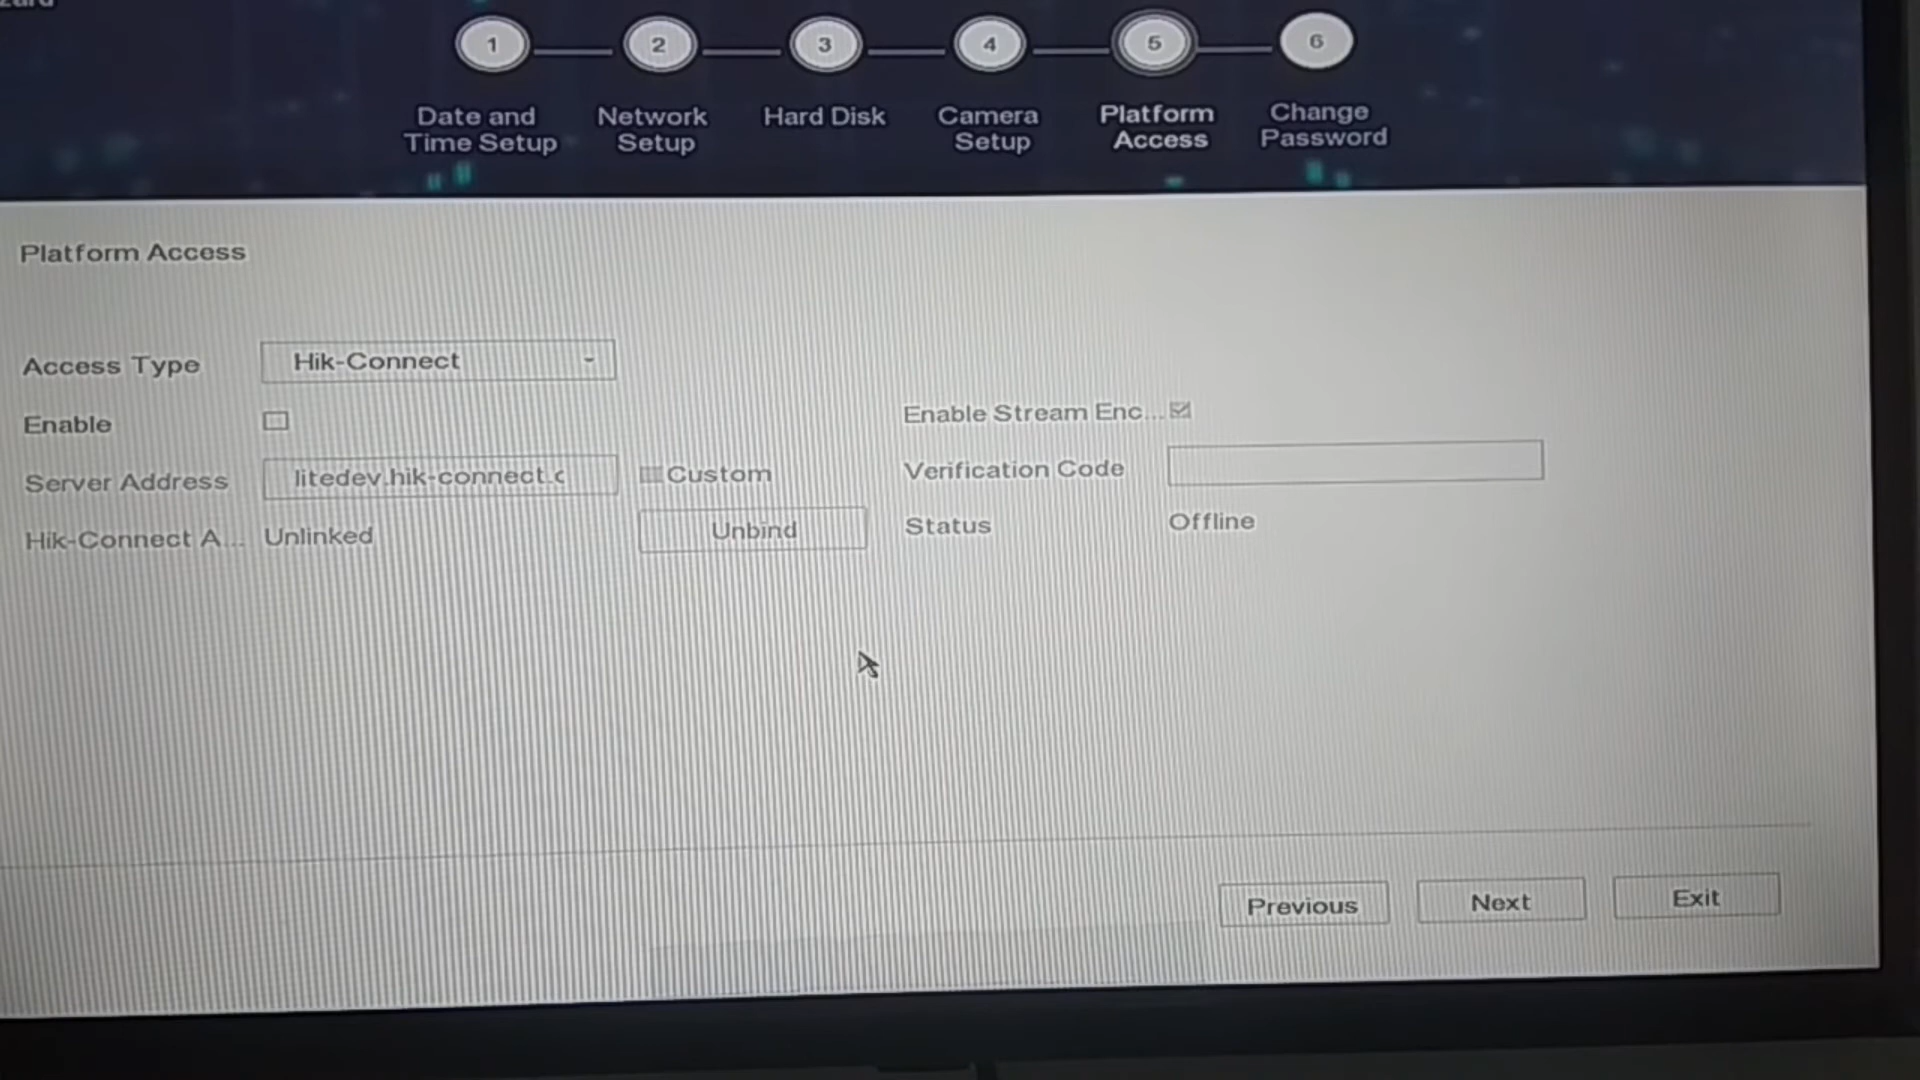 1 2 3 4 5 6
Date and
Time Setup
Network
Setup
Hard Disk
Camera
Setup
Platform
Access
Change
Password
Platform Access
Access Type Hik-Connect
Enable Enable Stream Enc...
Server Address litedev.hik-connect.c Custom Verification Code
Hik-Connect A... Unlinked Unbind Status Offline
Previous Next Exit